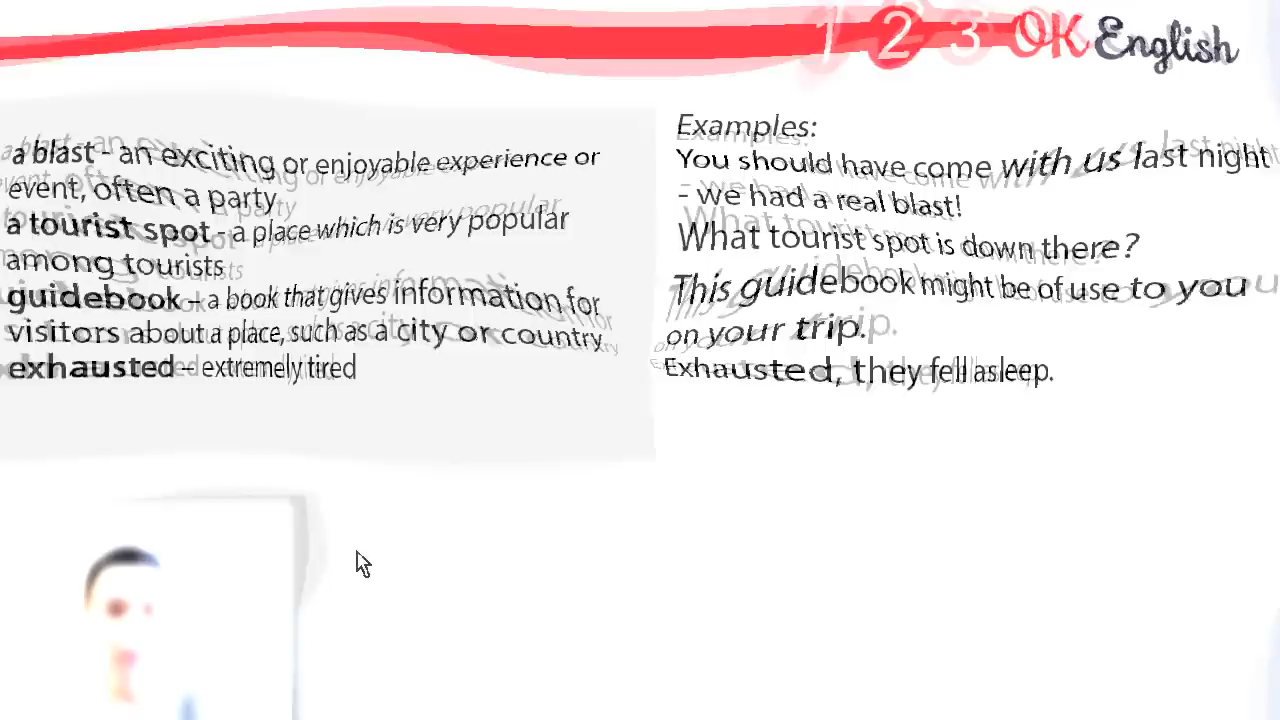 1 2 3 OK English
a blast - an exciting or enjoyable experience or
event, often a party
a tourist spot - a place which is very popular
among tourists
guidebook – a book that gives information for
visitors about a place, such as a city or country
exhausted – extremely tired
Examples:
You should have come with us last night
- we had a real blast!
What tourist spot is down there?
This guidebook might be of use to you
on your trip.
Exhausted, they fell asleep.